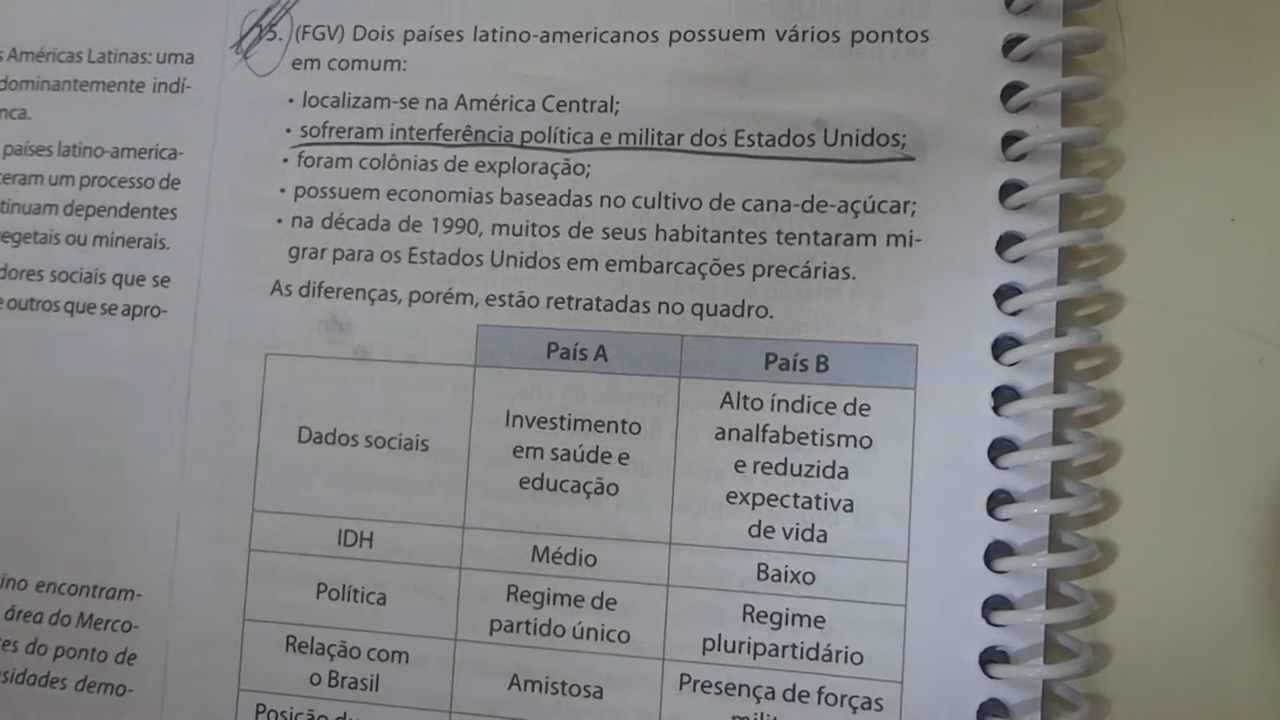 s Américas Latinas: uma
dominantemente indí-
nca.
países latino-america-
eram um processo de
tinuam dependentes
egetais ou minerais.
dores sociais que se
e outros que se apro-
ino encontram-
área do Merco-
es do ponto de
sidades demo-
5. (FGV) Dois países latino-americanos possuem vários pontos
em comum:
• localizam-se na América Central;
• sofreram interferência política e militar dos Estados Unidos;
• foram colônias de exploração;
• possuem economias baseadas no cultivo de cana-de-açúcar;
• na década de 1990, muitos de seus habitantes tentaram mi-
grar para os Estados Unidos em embarcações precárias.
As diferenças, porém, estão retratadas no quadro.
País A País B
Dados sociais
Investimento
em saúde e
educação
Alto índice de
analfabetismo
e reduzida
expectativa
de vida
IDH Médio Baixo
Política
Regime de
partido único
Regime
pluripartidário
Relação com
o Brasil
Amistosa
Presença de forças
Posição